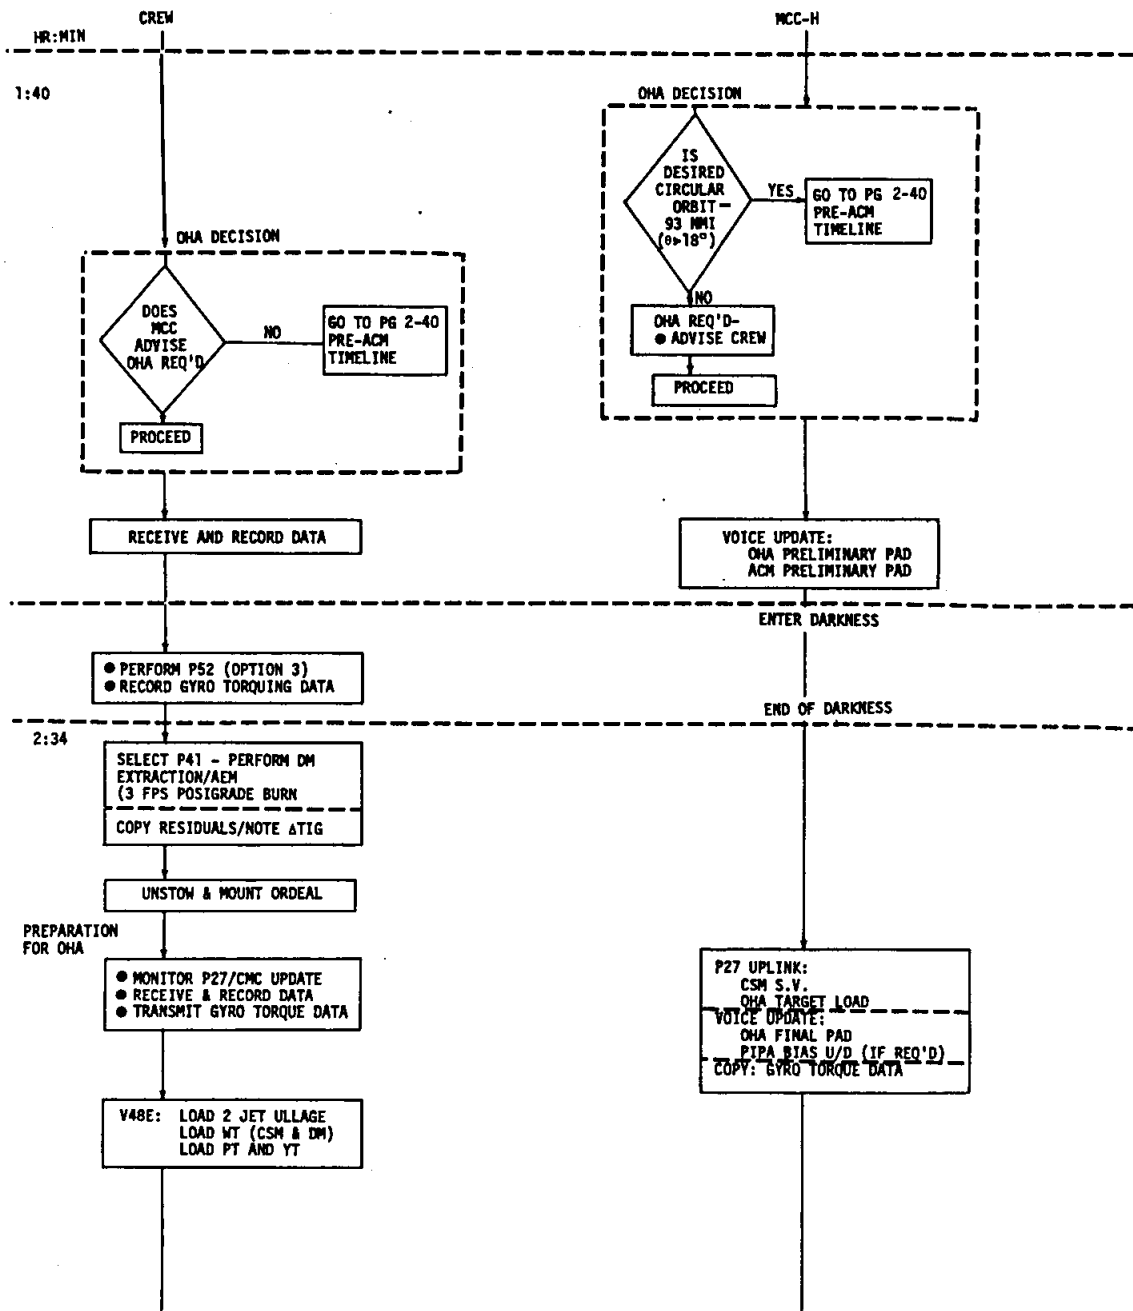 CREW
MCC-H
HR:MIN
1:40
OHA DECISION
IS
DESIRED
CIRCULAR
ORBIT—
93 NMI
(θ>18°)
YES
GO TO PG 2-40
PRE-ACM
TIMELINE
NO
OHA REQ'D-
● ADVISE CREW
PROCEED
OHA DECISION
DOES
MCC
ADVISE
OHA REQ'D
NO
GO TO PG 2-40
PRE-ACM
TIMELINE
PROCEED
RECEIVE AND RECORD DATA
VOICE UPDATE:
OHA PRELIMINARY PAD
ACM PRELIMINARY PAD
ENTER DARKNESS
● PERFORM P52 (OPTION 3)
● RECORD GYRO TORQUING DATA
END OF DARKNESS
2:34
SELECT P41 - PERFORM DM
EXTRACTION/AEM
(3 FPS POSIGRADE BURN
COPY RESIDUALS/NOTE ΔTIG
UNSTOW & MOUNT ORDEAL
PREPARATION
FOR OHA
● MONITOR P27/CMC UPDATE
● RECEIVE & RECORD DATA
● TRANSMIT GYRO TORQUE DATA
P27 UPLINK:
CSM S.V.
OHA TARGET LOAD
VOICE UPDATE:
OHA FINAL PAD
PIPA BIAS U/D (IF REQ'D)
COPY: GYRO TORQUE DATA
V48E: LOAD 2 JET ULLAGE
LOAD WT (CSM & DM)
LOAD PT AND YT